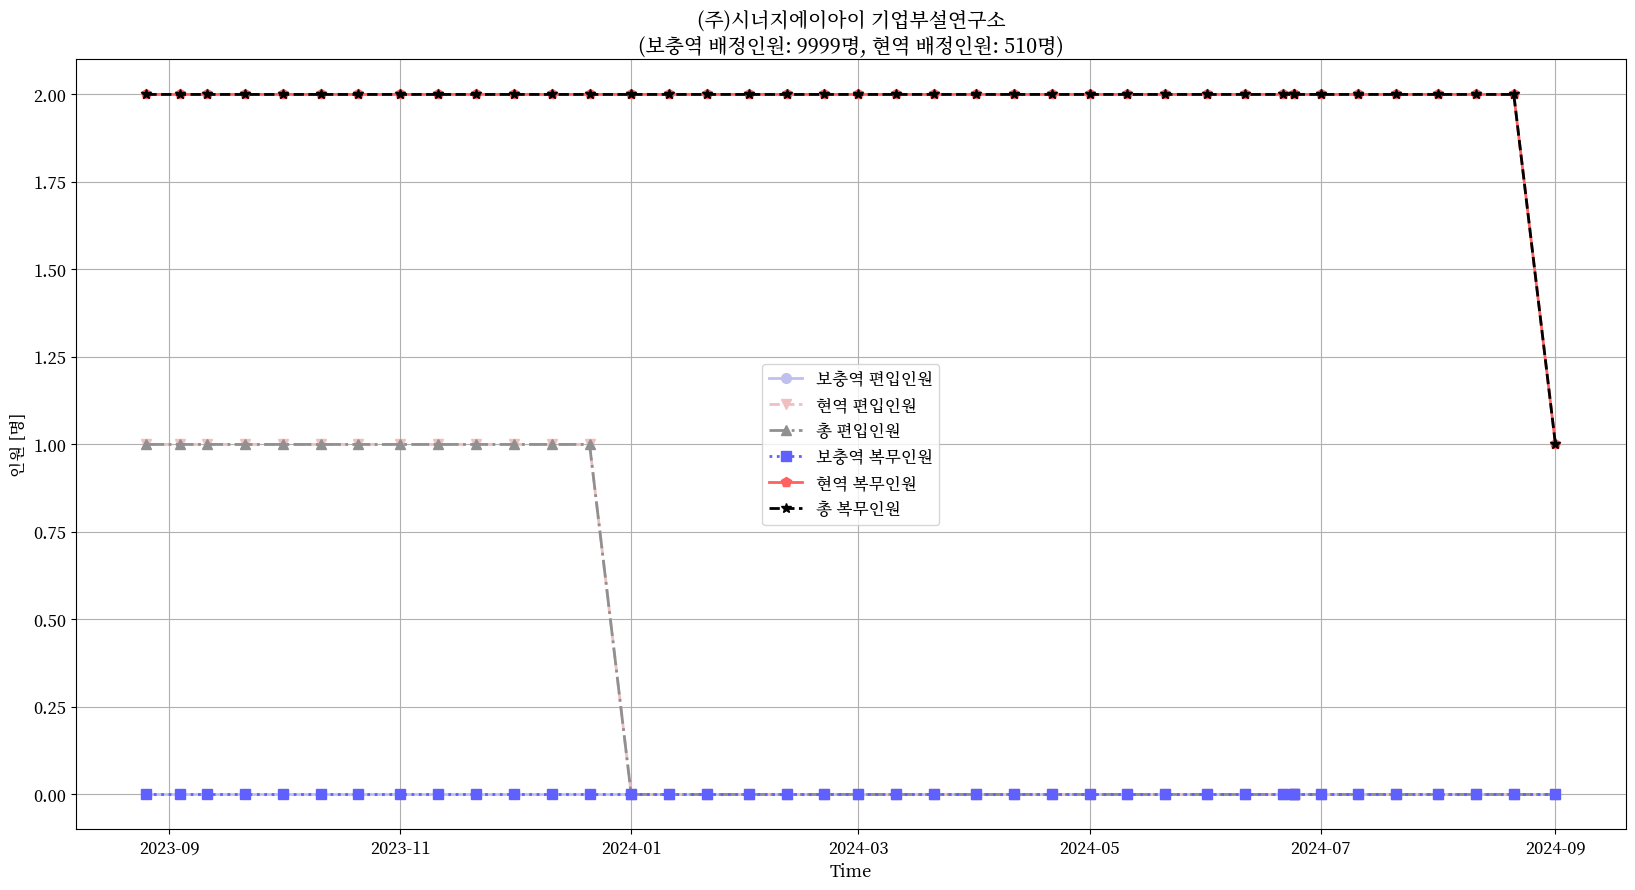 (주)시너지에이아이 기업부설연구소
(보충역 배정인원: 9999명, 현역 배정인원: 510명)
인원 [명]
2.00
1.75
1.50
1.25
1.00
0.75
0.50
0.25
0.00
보충역 편입인원
현역 편입인원
총 편입인원
보충역 복무인원
현역 복무인원
총 복무인원
2023-09
2023-11
2024-01
2024-03
2024-05
2024-07
2024-09
Time